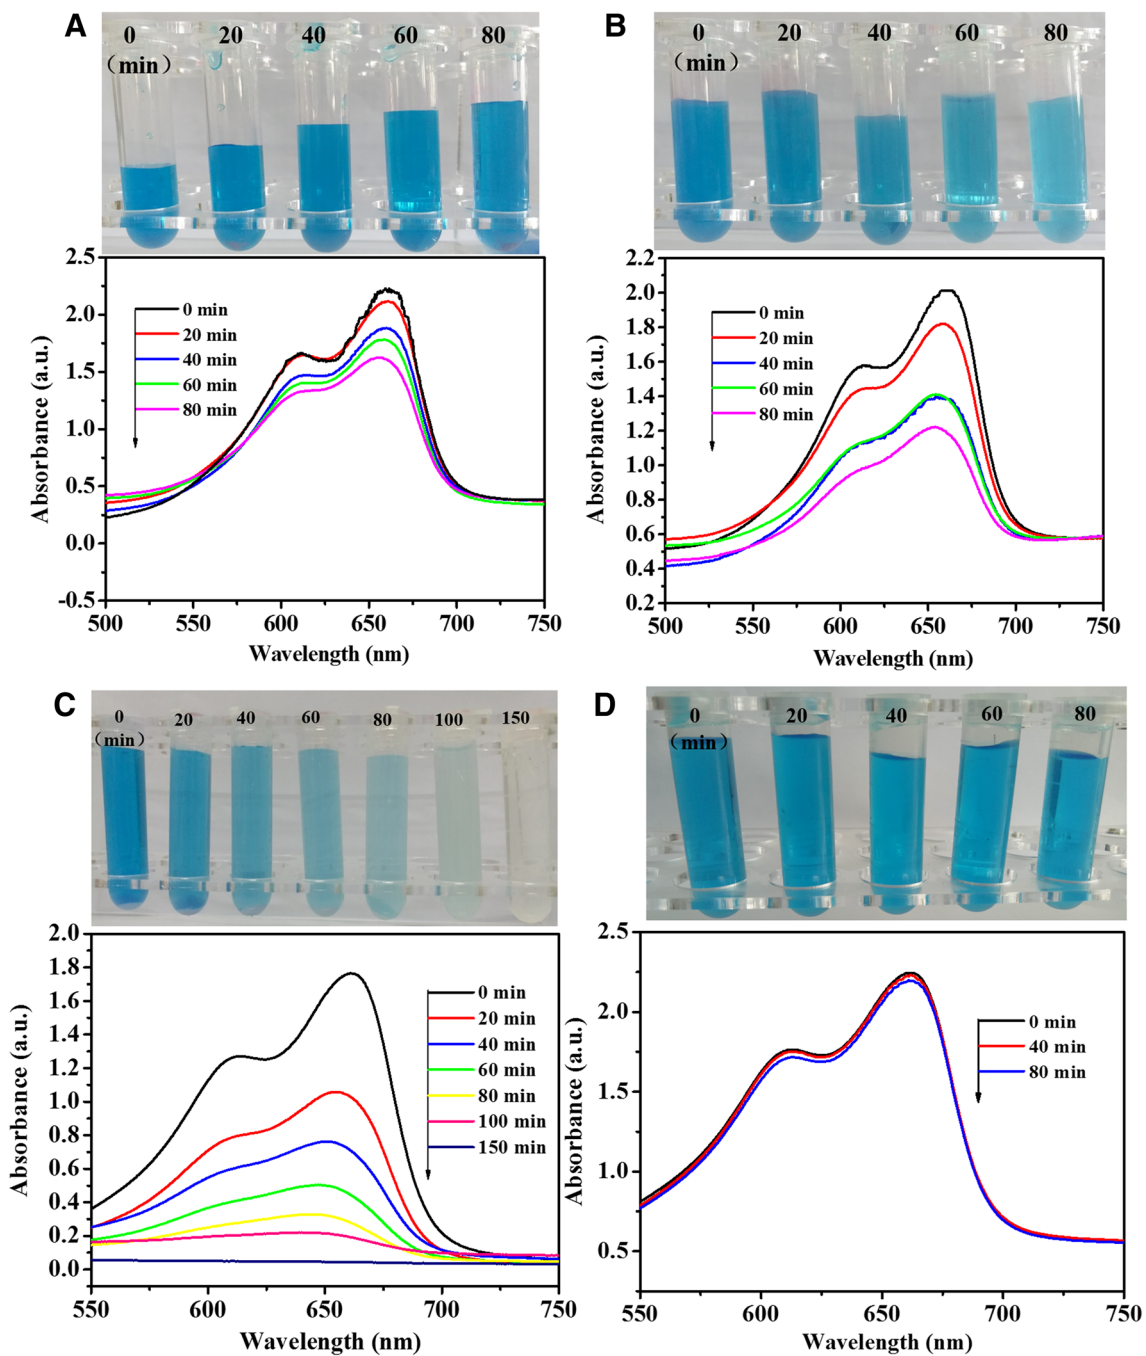 A
0 20 40 60 80
(min)
2.5
2.0
1.5
1.0
0.5
0.0
-0.5
Absorbance (a.u.)
0 min
20 min
40 min
60 min
80 min
500 550 600 650 700 750
Wavelength (nm)
B
0 20 40 60 80
(min)
2.2
2.0
1.8
1.6
1.4
1.2
1.0
0.8
0.6
0.4
0.2
Absorbance (a.u.)
0 min
20 min
40 min
60 min
80 min
500 550 600 650 700 750
Wavelength (nm)
C
0 20 40 60 80 100 150
(min)
2.0
1.8
1.6
1.4
1.2
1.0
0.8
0.6
0.4
0.2
0.0
Absorbance (a.u.)
0 min
20 min
40 min
60 min
80 min
100 min
150 min
550 600 650 700 750
Wavelength (nm)
D
0 20 40 60 80
(min)
2.5
2.0
1.5
1.0
0.5
Absorbance (a.u.)
0 min
40 min
80 min
550 600 650 700 750
Wavelength (nm)